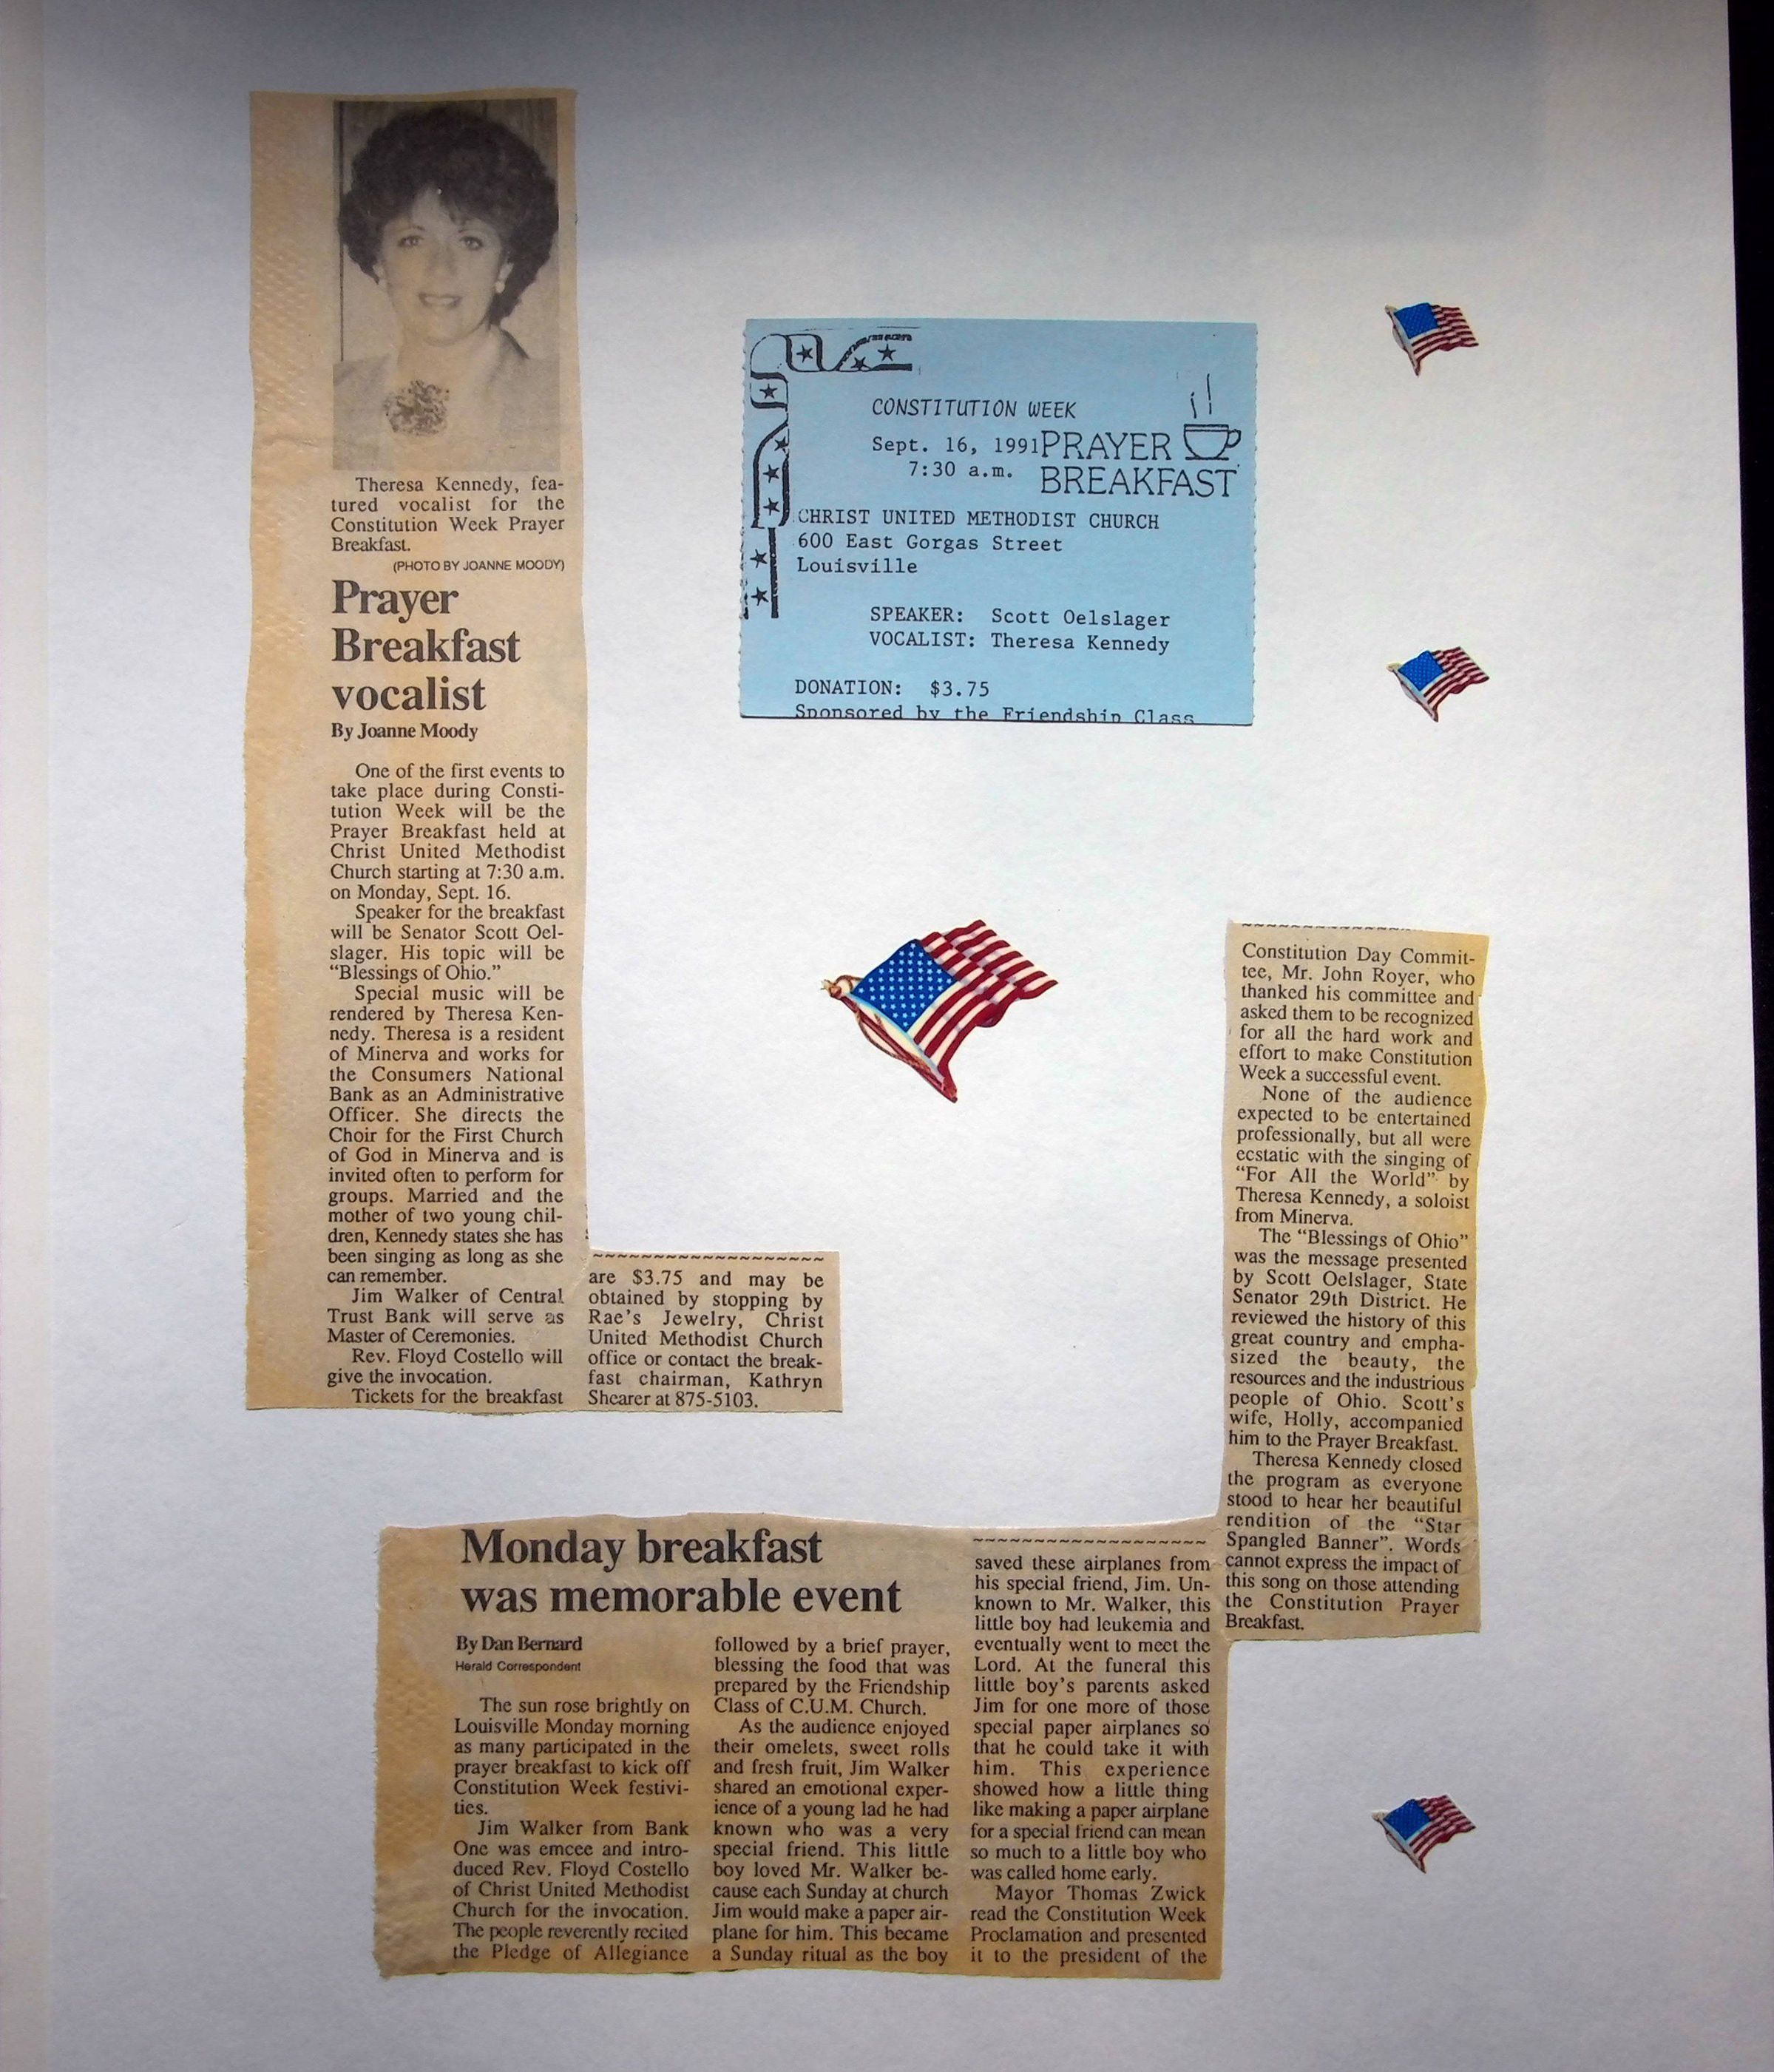 Theresa Kennedy, fea-
tured vocalist for the
Constitution Week Prayer
Breakfast.
(PHOTO BY JOANNE MOODY)
Prayer
Breakfast
vocalist
By Joanne Moody
One of the first events to
take place during Consti-
tution Week will be the
Prayer Breakfast held at
Christ United Methodist
Church starting at 7:30 a.m.
on Monday, Sept. 16.
Speaker for the breakfast
will be Senator Scott Oel-
slager. His topic will be
"Blessings of Ohio."
Special music will be
rendered by Theresa Ken-
nedy. Theresa is a resident
of Minerva and works for
the Consumers National
Bank as an Administrative
Officer. She directs the
Choir for the First Church
of God in Minerva and is
invited often to perform for
groups. Married and the
mother of two young chil-
dren, Kennedy states she has
been singing as long as she
can remember.
Jim Walker of Central
Trust Bank will serve as
Master of Ceremonies.
Rev. Floyd Costello will
give the invocation.
Tickets for the breakfast
are $3.75 and may be
obtained by stopping by
Rae's Jewelry, Christ
United Methodist Church
office or contact the break-
fast chairman, Kathryn
Shearer at 875-5103.
CONSTITUTION WEEK
Sept. 16, 1991
7:30 a.m.
PRAYER
BREAKFAST
CHRIST UNITED METHODIST CHURCH
600 East Gorgas Street
Louisville
SPEAKER: Scott Oelslager
VOCALIST: Theresa Kennedy
DONATION: $3.75
Sponsored by the Friendship Class
Monday breakfast
was memorable event
By Dan Bernard
Herald Correspondent
The sun rose brightly on
Louisville Monday morning
as many participated in the
prayer breakfast to kick off
Constitution Week festivi-
ties.
Jim Walker from Bank
One was emcee and intro-
duced Rev. Floyd Costello
of Christ United Methodist
Church for the invocation.
The people reverently recited
the Pledge of Allegiance
followed by a brief prayer,
blessing the food that was
prepared by the Friendship
Class of C.U.M. Church.
As the audience enjoyed
their omelets, sweet rolls
and fresh fruit, Jim Walker
shared an emotional exper-
ience of a young lad he had
known who was a very
special friend. This little
boy loved Mr. Walker be-
cause each Sunday at church
Jim would make a paper air-
plane for him. This became
a Sunday ritual as the boy
saved these airplanes from
his special friend, Jim. Un-
known to Mr. Walker, this
little boy had leukemia and
eventually went to meet the
Lord. At the funeral this
little boy's parents asked
Jim for one more of those
special paper airplanes so
that he could take it with
him. This experience
showed how a little thing
like making a paper airplane
for a special friend can mean
so much to a little boy who
was called home early.
Mayor Thomas Zwick
read the Constitution Week
Proclamation and presented
it to the president of the
Constitution Day Commit-
tee, Mr. John Royer, who
thanked his committee and
asked them to be recognized
for all the hard work and
effort to make Constitution
Week a successful event.
None of the audience
expected to be entertained
professionally, but all were
ecstatic with the singing of
"For All the World" by
Theresa Kennedy, a soloist
from Minerva.
The "Blessings of Ohio"
was the message presented
by Scott Oelslager, State
Senator 29th District. He
reviewed the history of this
great country and empha-
sized the beauty, the
resources and the industrious
people of Ohio. Scott's
wife, Holly, accompanied
him to the Prayer Breakfast.
Theresa Kennedy closed
the program as everyone
stood to hear her beautiful
rendition of the "Star
Spangled Banner". Words
cannot express the impact of
this song on those attending
the Constitution Prayer
Breakfast.